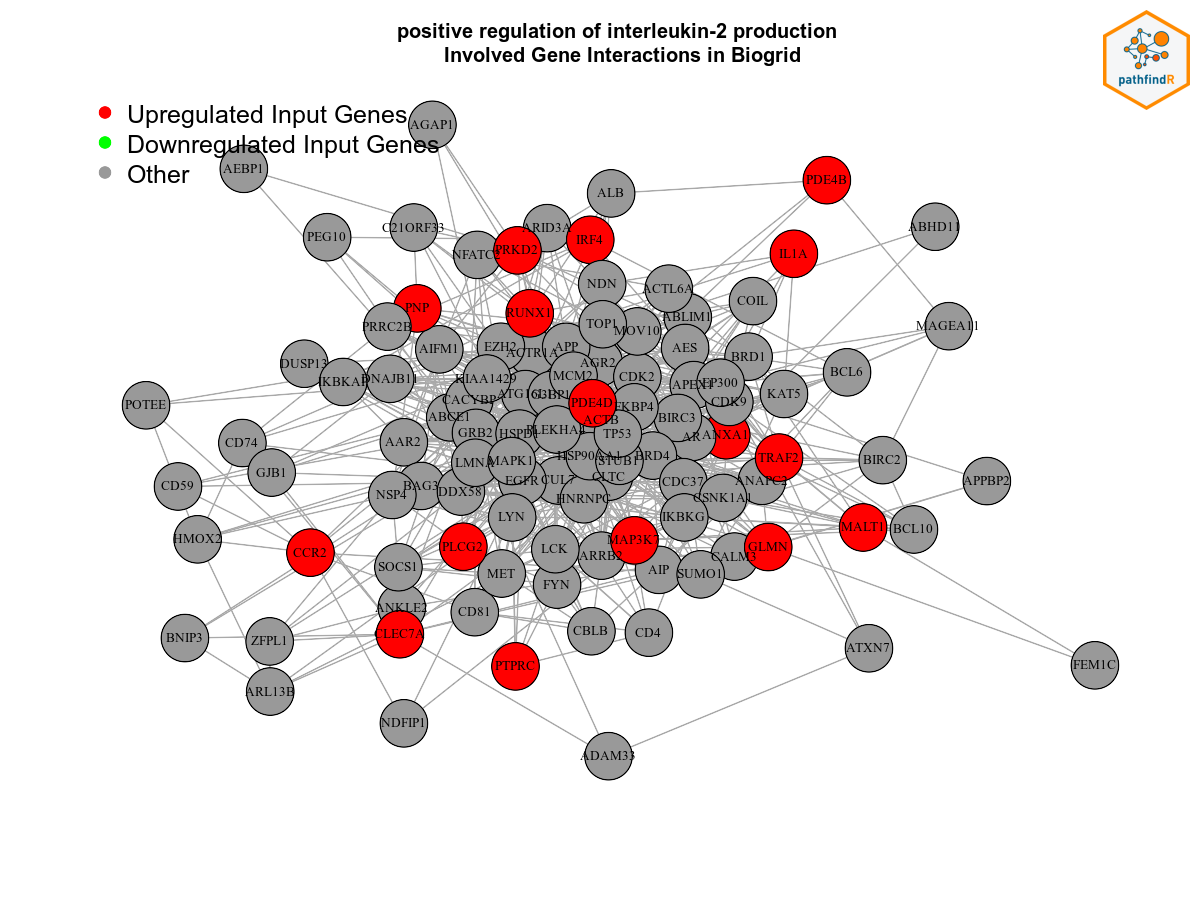 positive regulation of interleukin-2 production
Involved Gene Interactions in Biogrid
pathfindR
Upregulated Input Genes
Downregulated Input Genes
Other
AGAP1
AEBP1
PDE4B
ALB
C21ORF33
ARID3A
ABHD11
PEG10
IRF4
PRKD2
NFATC2
IL1A
NDN
ACTL6A
COIL
PNP
RUNX1
ABLIM1
PRRC2B
TOP1
MOV10
MAGEA11
AIFM1
EZH2
ACTR1A
APP
AES
BRD1
DUSP13
AGR2
BCL6
IKBKAP
DNAJB11
KIAA1429
MCM2
CDK2
APEX1
EP300
KAT5
POTEE
CACYBP
PDE4D
FKBP4
CDK9
ABCE1
ACTB
BIRC3
CD74
AAR2
GRB2
HSPD1
PLEKHA4
TP53
AR
ANXA1
GJB1
LMNA
MAPK1
HSP90AA1
STUB1
BRD4
TRAF2
BIRC2
CD59
NSP4
BAG3
DDX58
EGFR
CUL7
CLTC
CDC37
ANAPC2
APPBP2
HNRNPC
CSNK1A1
HMOX2
LYN
IKBKG
MALT1
BCL10
CCR2
PLCG2
LCK
MAP3K7
GLMN
SOCS1
MET
FYN
ARRB2
AIP
SUMO1
CALM3
ANKLE2
CD81
BNIP3
ZFPL1
CLEC7A
CBLB
CD4
ATXN7
PTPRC
FEM1C
ARL13B
NDFIP1
ADAM33